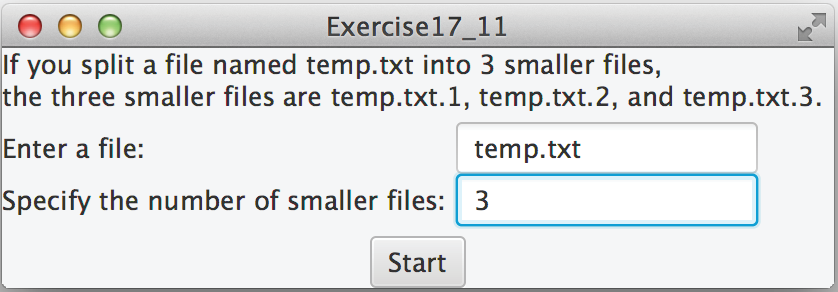 Exercise17_11
If you split a file named temp.txt into 3 smaller files,
the three smaller files are temp.txt.1, temp.txt.2, and temp.txt.3.
Enter a file: temp.txt
Specify the number of smaller files: 3
Start